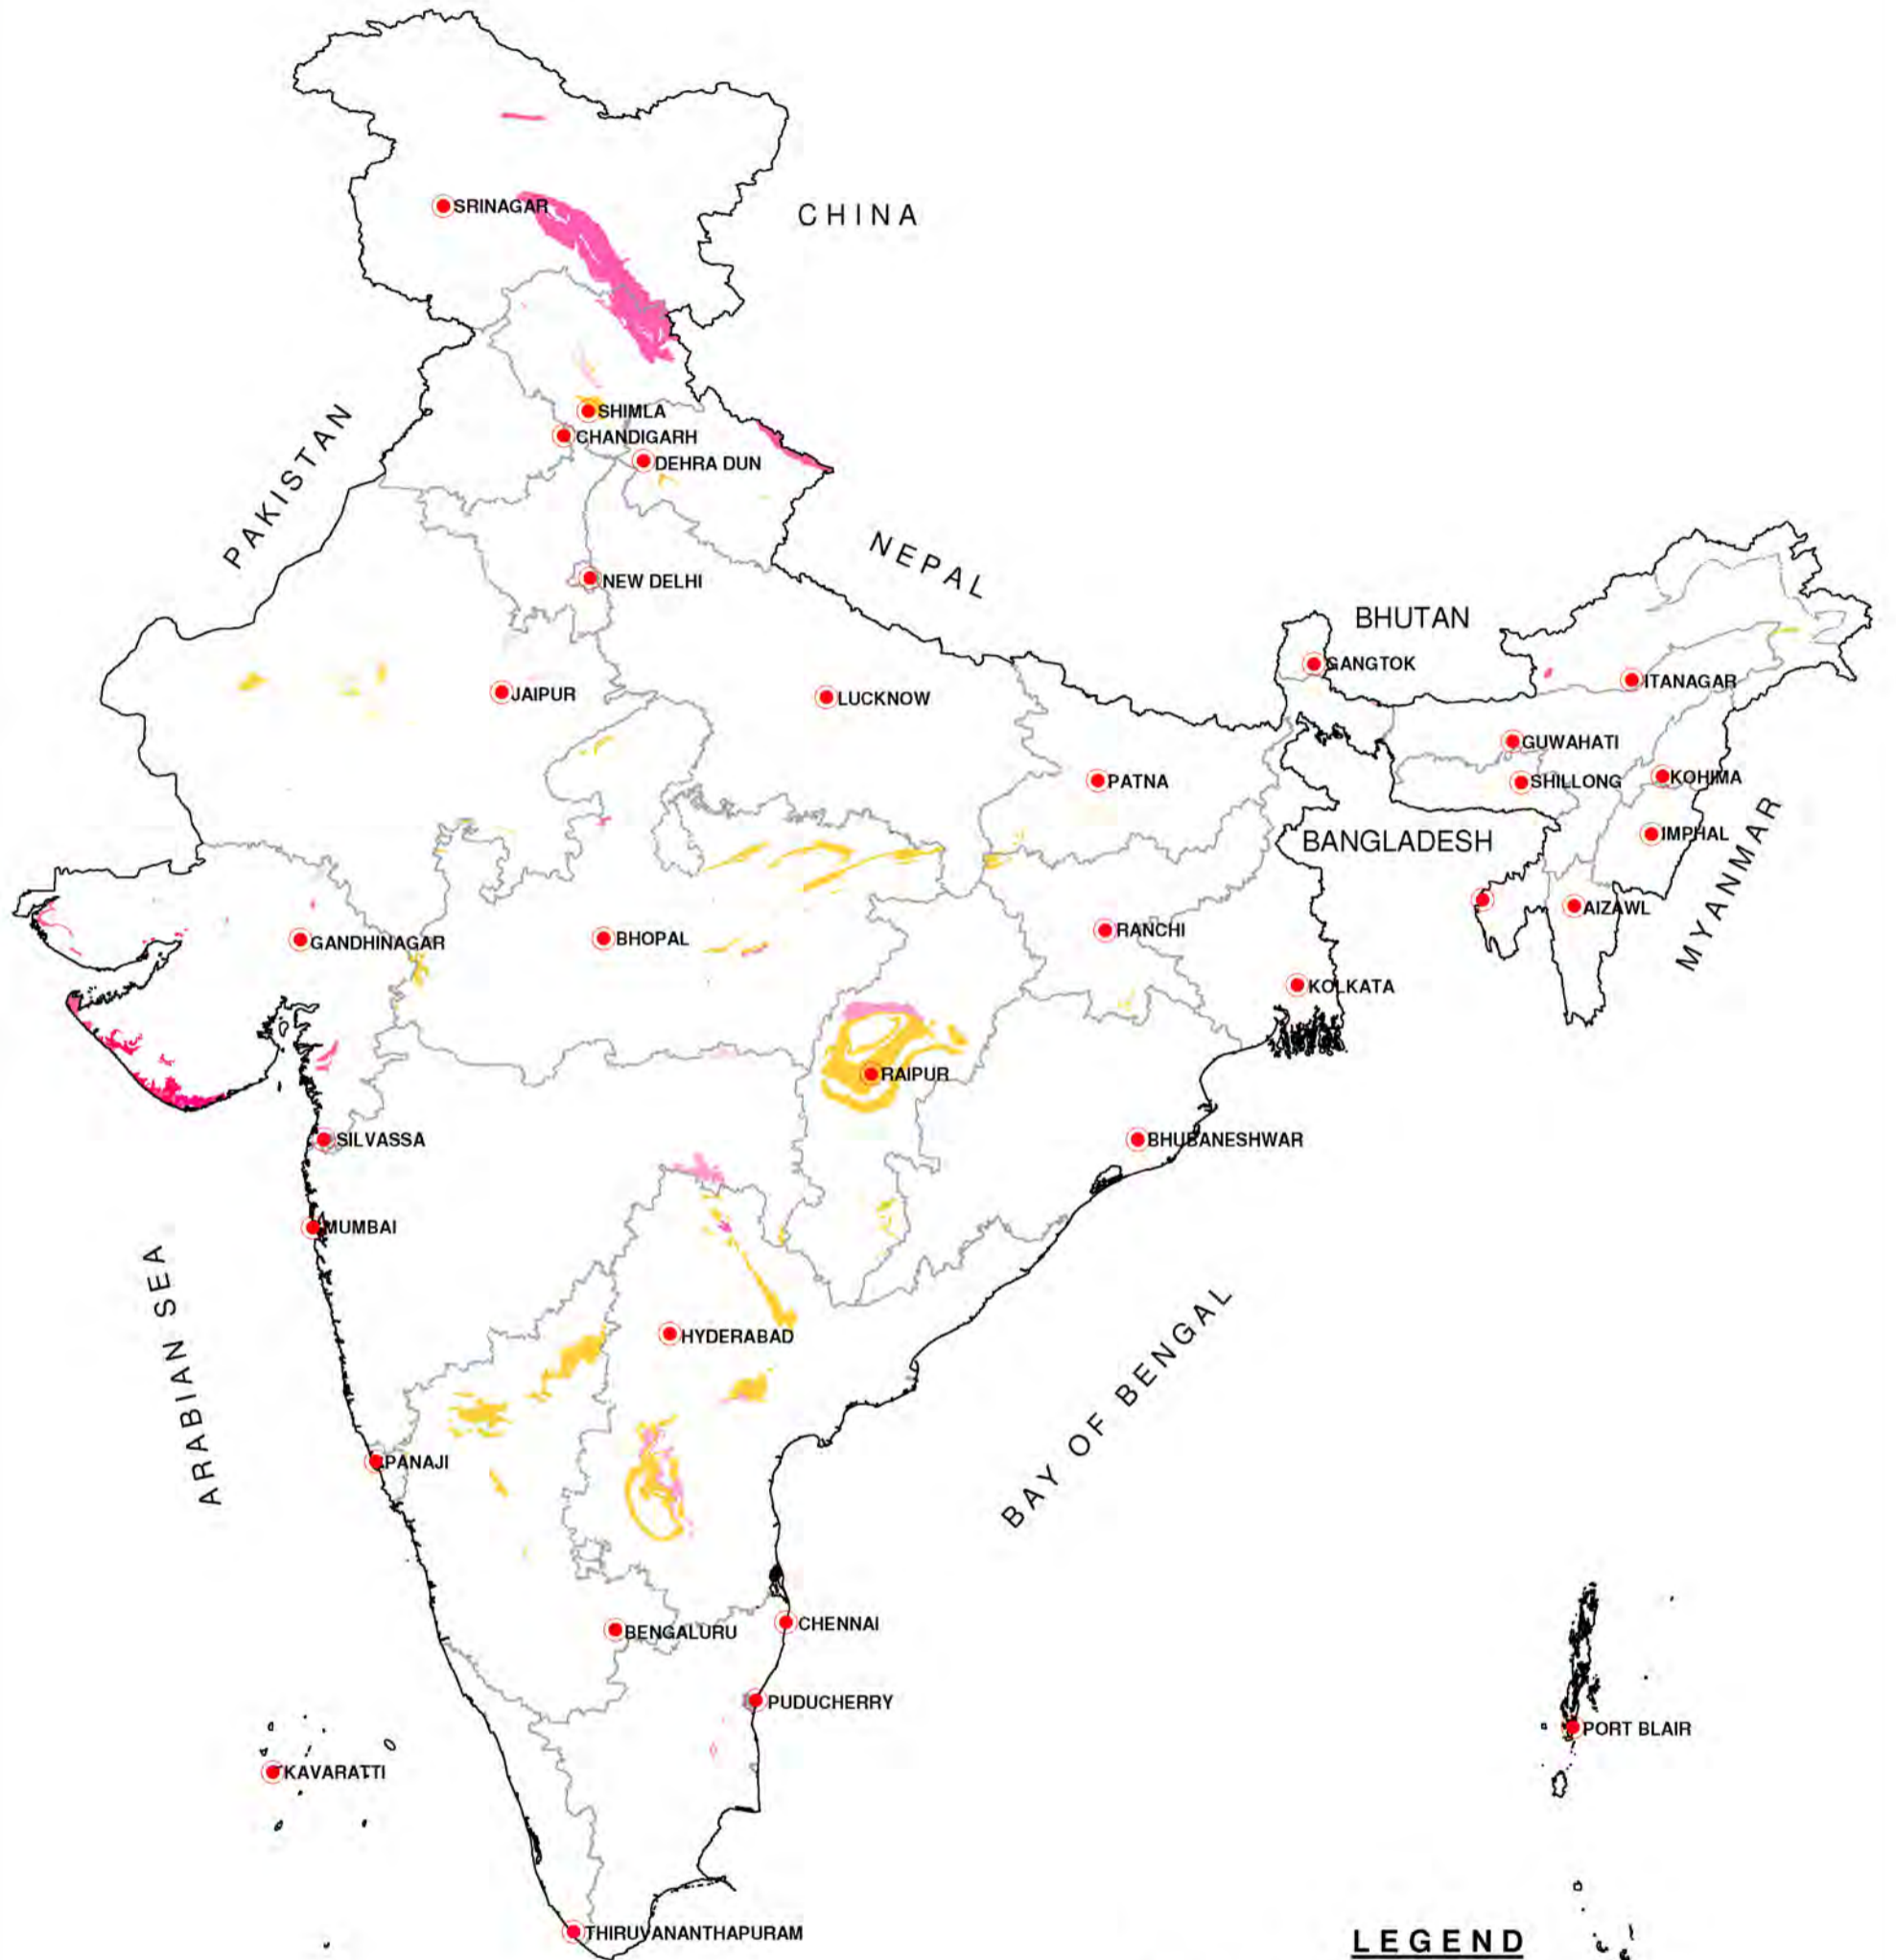 SRINAGAR
CHINA
SHIMLA
CHANDIGARH
DEHRA DUN
PAKISTAN
NEPAL
NEW DELHI
BHUTAN
GANGTOK
ITANAGAR
JAIPUR
LUCKNOW
GUWAHATI
PATNA
SHILLONG
KOHIMA
BANGLADESH
IMPHAL
MYANMAR
AIZAWL
GANDHINAGAR
BHOPAL
RANCHI
KOLKATA
RAIPUR
SILVASSA
BHUBANESHWAR
MUMBAI
ARABIAN SEA
HYDERABAD
BAY OF BENGAL
PANAJI
BENGALURU
CHENNAI
PUDUCHERRY
PORT BLAIR
KAVARATTI
THIRUVANANTHAPURAM
LEGEND